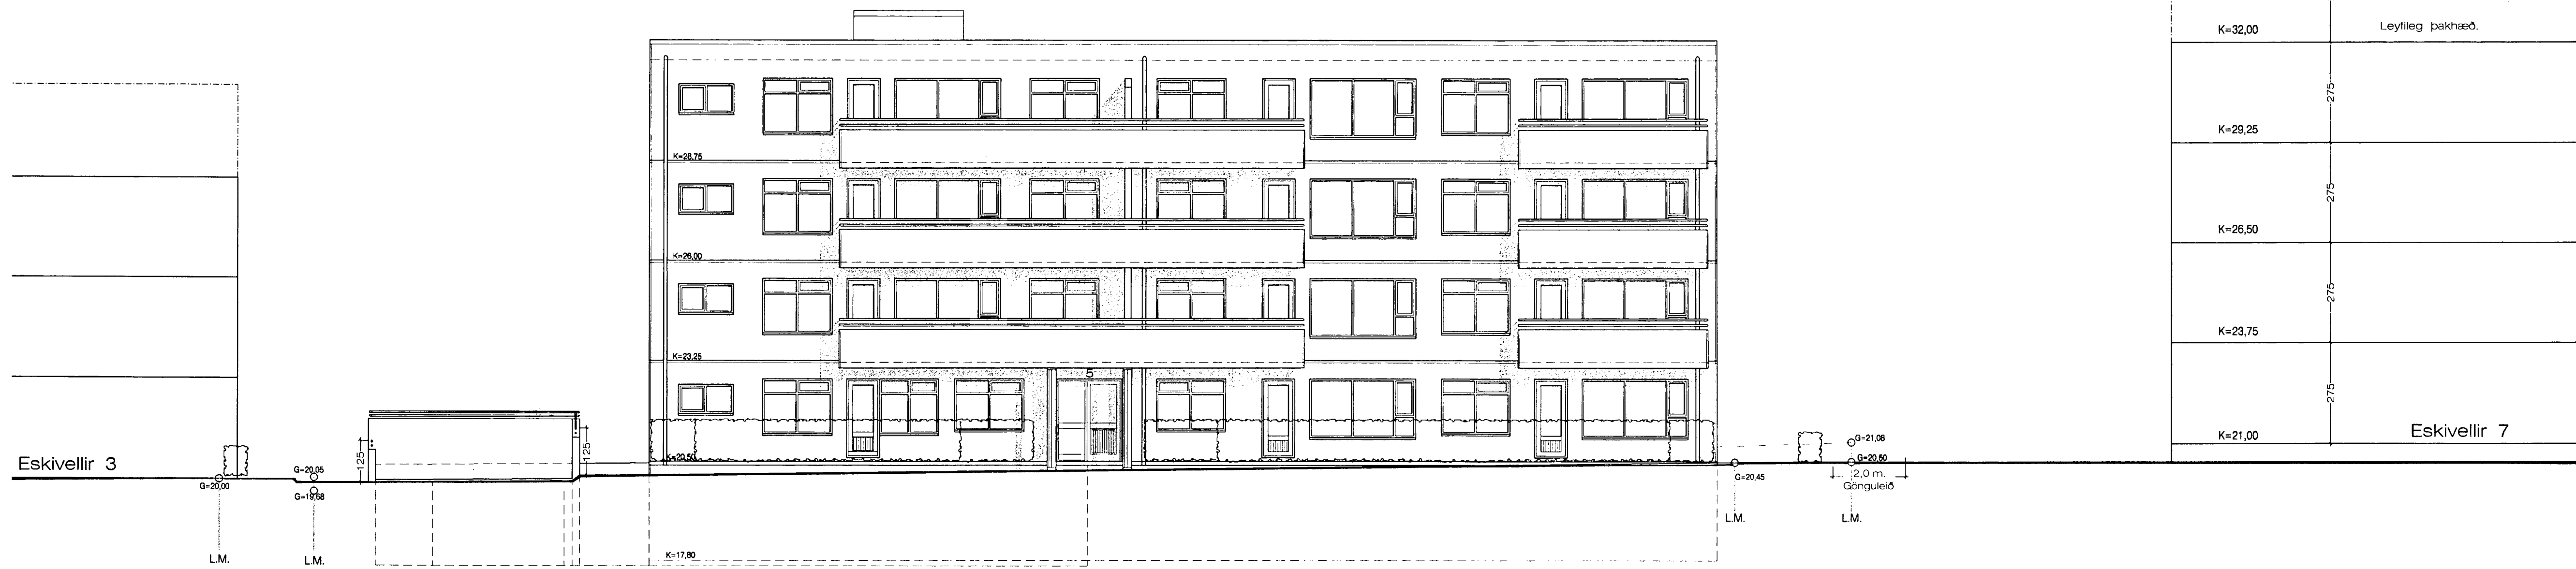 K=32,00
Leyfileg þakhæð.
275
K=29,25
K=28,75
275
K=26,50
K=26,00
275
K=23,75
K=23,25
5
275
K=21,00
Eskivellir 7
G=21,08
125
125
Eskivellir 3
K=20,50
G=20,50
G=20,05
G=20,00
G=19,68
G=20,45
2,0 m.
Gönguleið
L.M.
L.M.
K=17,80
L.M.
L.M.